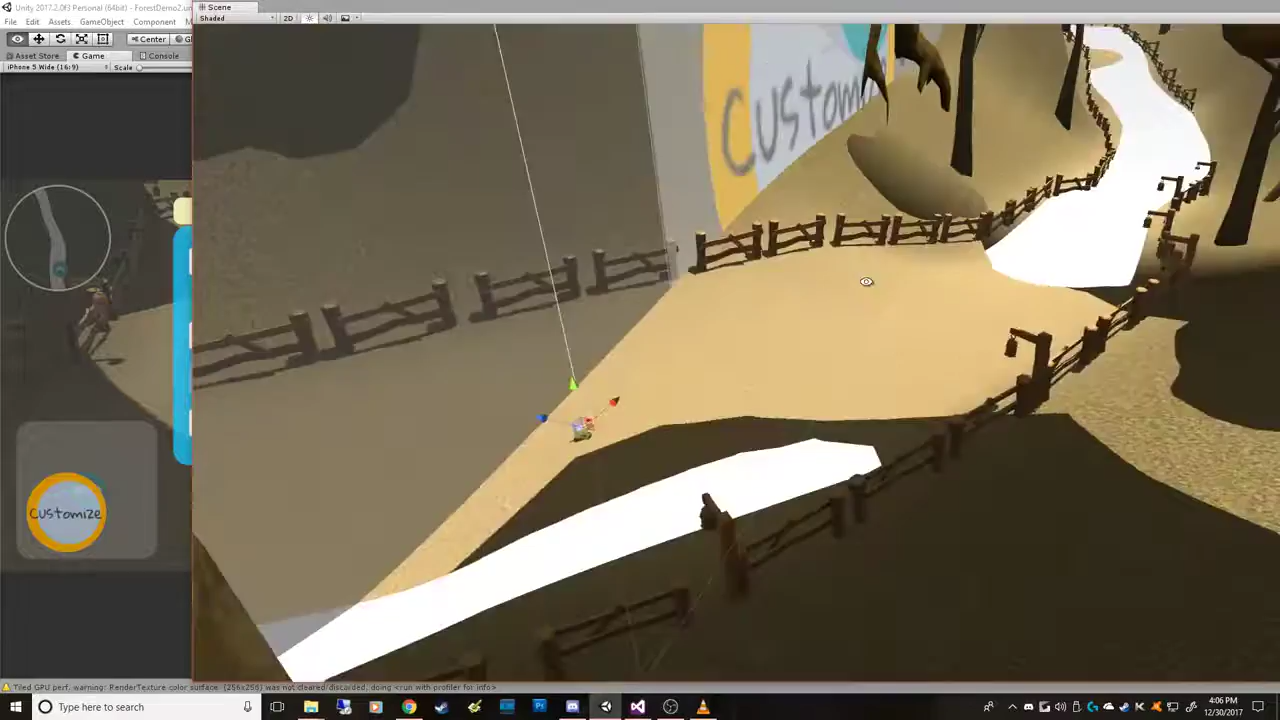 Unity 2017.2.0f3 Personal (64bit) - ForestDemo2.un
Scene
File Edit Assets GameObject Component
Shaded 2D
Center
Asset Store Game Console
iPhone 5 Wide (16:9) Scale
Custom
Customize
Tiled GPU perf. warning: RenderTexture color surface (256x256) was not cleared/discarded, doing <run with profiler for info>
Type here to search
4:06 PM
12/30/2017